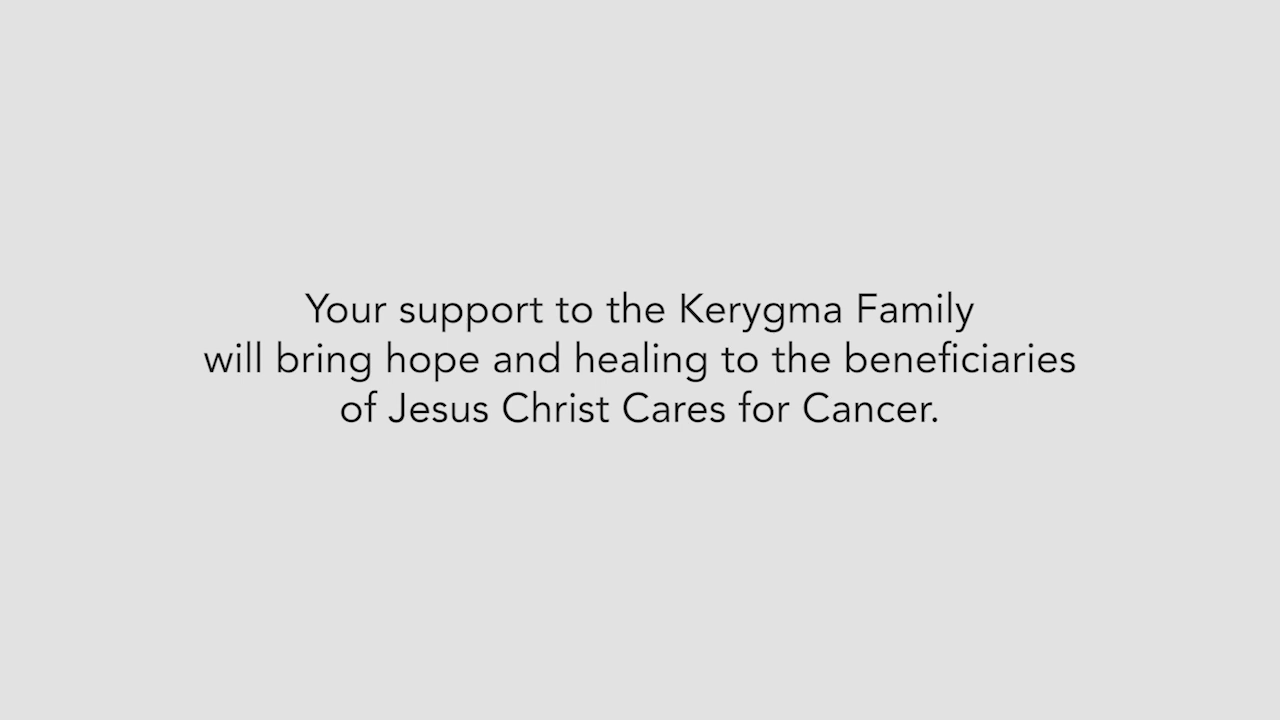 Your support to the Kerygma Family
will bring hope and healing to the beneficiaries
of Jesus Christ Cares for Cancer.